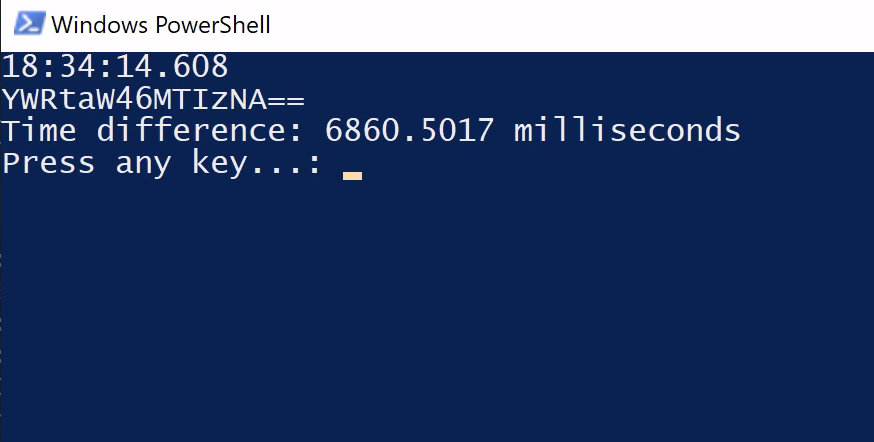 Windows PowerShell
18:34:14.608
YWRtaW46MTIzNA==
Time difference: 6860.5017 milliseconds
Press any key...: